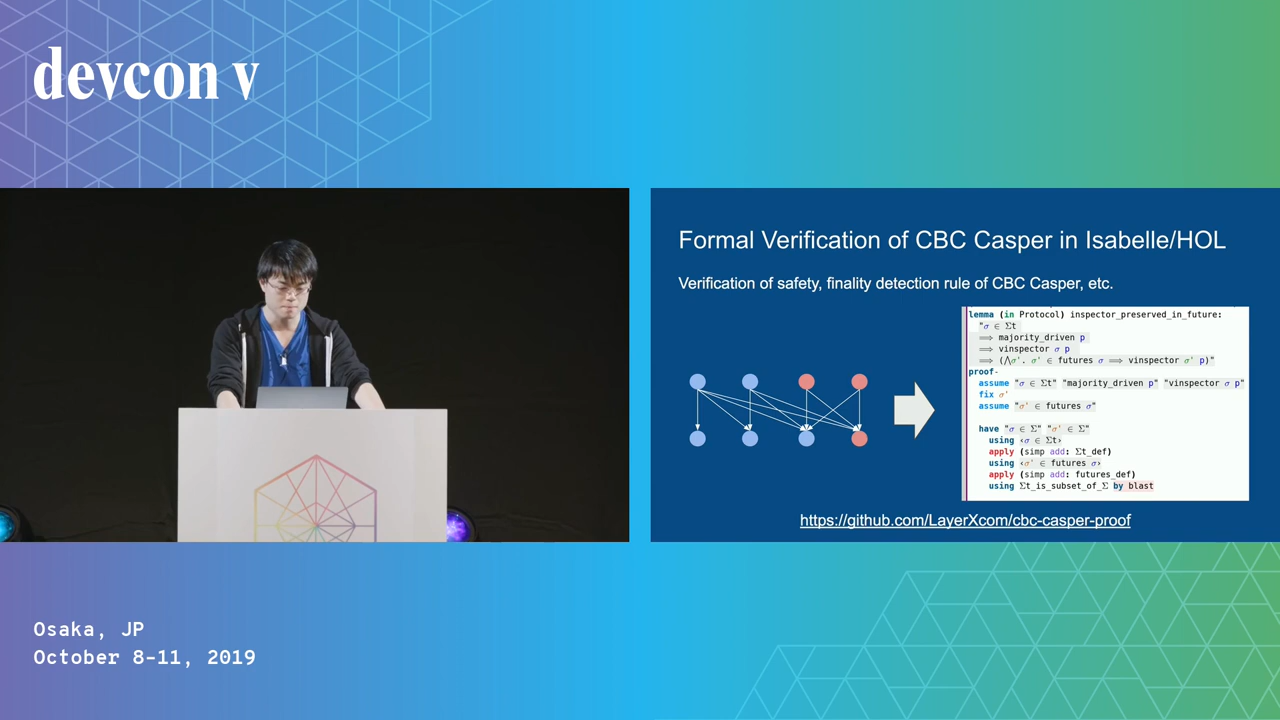 devcon v
Formal Verification of CBC Casper in Isabelle/HOL
Verification of safety, finality detection rule of CBC Casper, etc.
lemma (in Protocol) inspector_preserved_in_future:
"σ ∈ Σt
⟹ majority_driven p
⟹ vinspector σ p
⟹ (⋀σ'. σ' ∈ futures σ ⟹ vinspector σ' p)"
proof-
assume "σ ∈ Σt" "majority_driven p" "vinspector σ p"
fix σ'
assume "σ' ∈ futures σ"
have "σ ∈ Σ" "σ' ∈ Σ"
using ‹σ ∈ Σt›
apply (simp add: Σt_def)
using ‹σ' ∈ futures σ›
apply (simp add: futures_def)
using Σt_is_subset_of_Σ by blast
https://github.com/LayerXcom/cbc-casper-proof
Osaka, JP
October 8-11, 2019